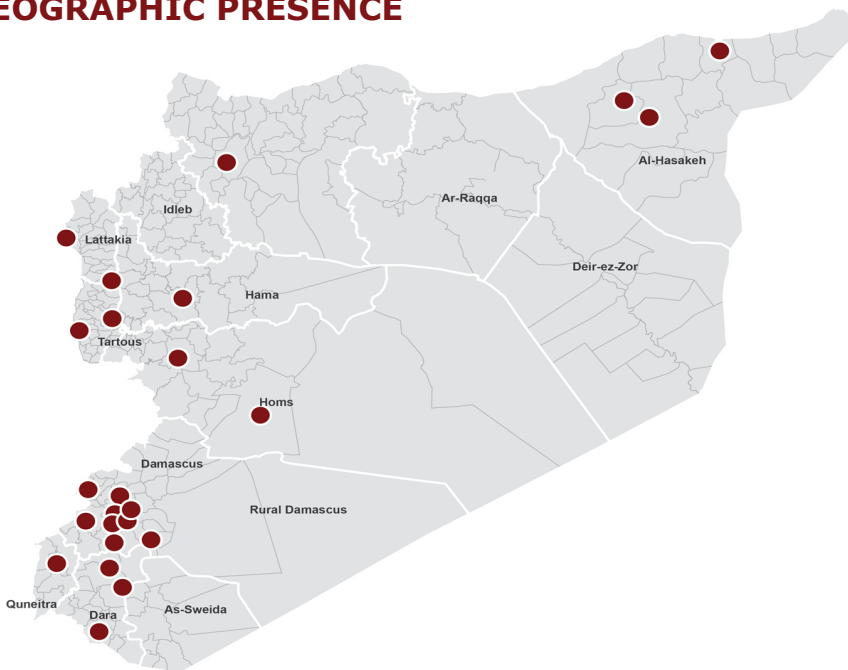 EOGRAPHIC PRESENCE
Al-Hasakeh
Ar-Raqqa
Idleb
Lattakia
Deir-ez-Zor
Hama
Tartous
Homs
Damascus
Rural Damascus
Quneitra
As-Sweida
Dara